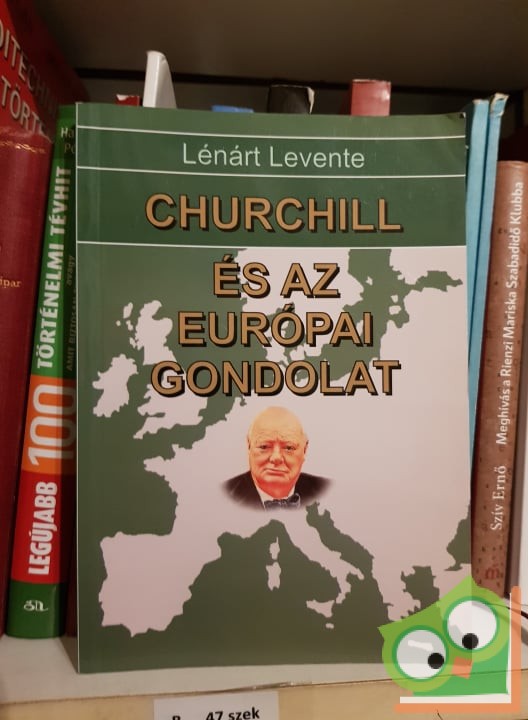 Lénárt Levente
CHURCHILL
ÉS AZ
EURÓPAI
GONDOLAT
LEGÚJABB 100 TÖRTÉNELMI TÉVHIT
Szív Ernő Meghívás a Rienzi Mariska Szabadidő Klubba
47 szek